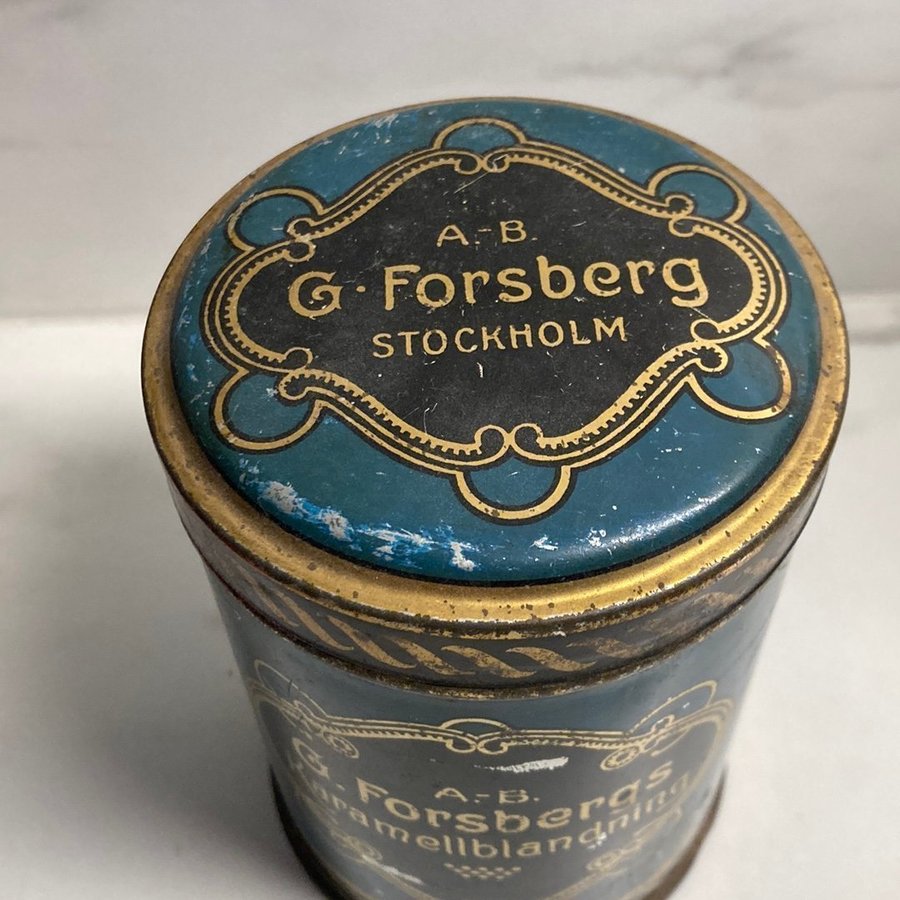 A.-B.
G. Forsberg
STOCKHOLM
A.-B.
G. Forsbergs
Karamellblandning